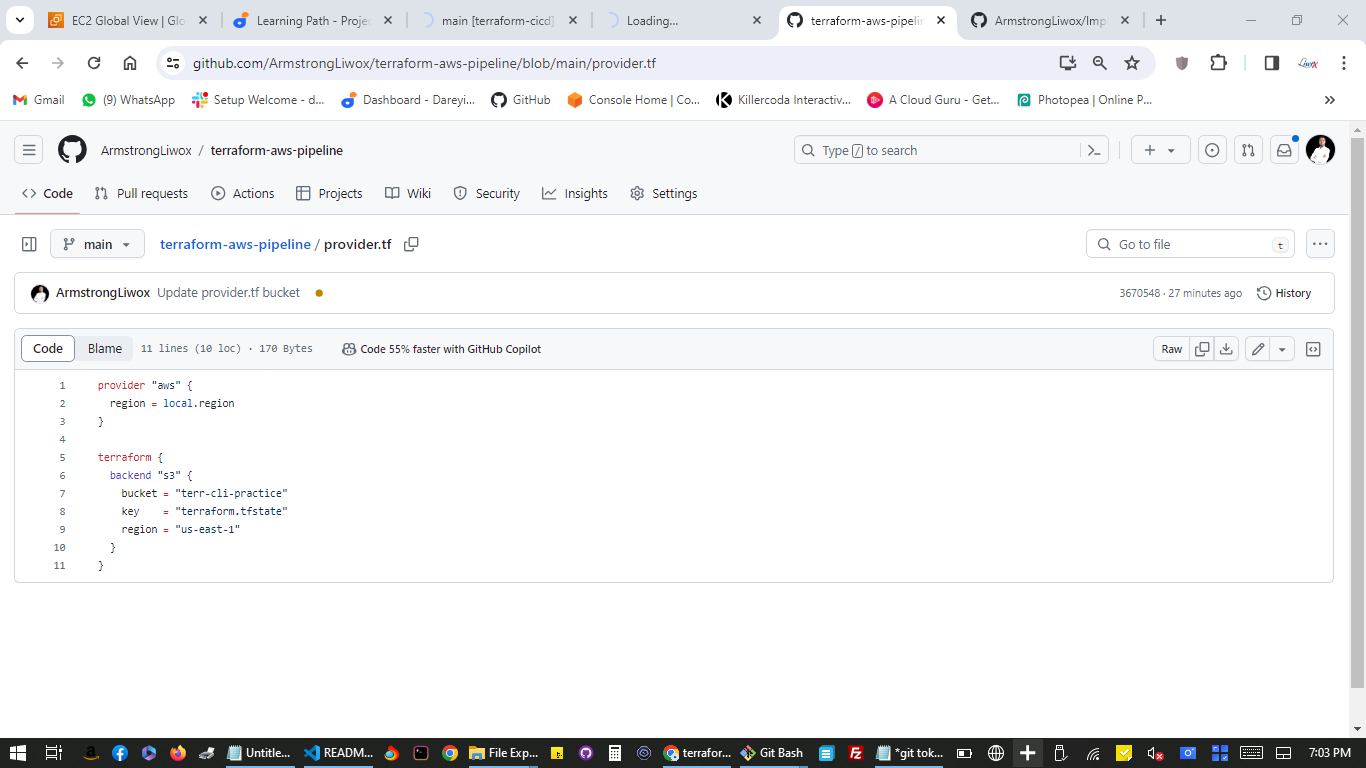 EC2 Global View | Glo
Learning Path - Projec
main [terraform-cicd]
Loading...
terraform-aws-pipelin
ArmstrongLiwox/Impl
github.com/ArmstrongLiwox/terraform-aws-pipeline/blob/main/provider.tf
Gmail
(9) WhatsApp
Setup Welcome - d...
Dashboard - Dareyi...
GitHub
Console Home | Co...
Killercoda Interactiv...
A Cloud Guru - Get...
Photopea | Online P...
ArmstrongLiwox / terraform-aws-pipeline
Type / to search
Code
Pull requests
Actions
Projects
Wiki
Security
Insights
Settings
main
terraform-aws-pipeline / provider.tf
Go to file
t
ArmstrongLiwox Update provider.tf bucket
3670548 · 27 minutes ago
History
Code
Blame
11 lines (10 loc) · 170 Bytes
Code 55% faster with GitHub Copilot
Raw
1 provider "aws" {
2 region = local.region
3 }
4
5 terraform {
6 backend "s3" {
7 bucket = "terr-cli-practice"
8 key    = "terraform.tfstate"
9 region = "us-east-1"
10 }
11 }
Untitle...
READM...
File Exp...
terrafor...
Git Bash
*git tok...
7:03 PM